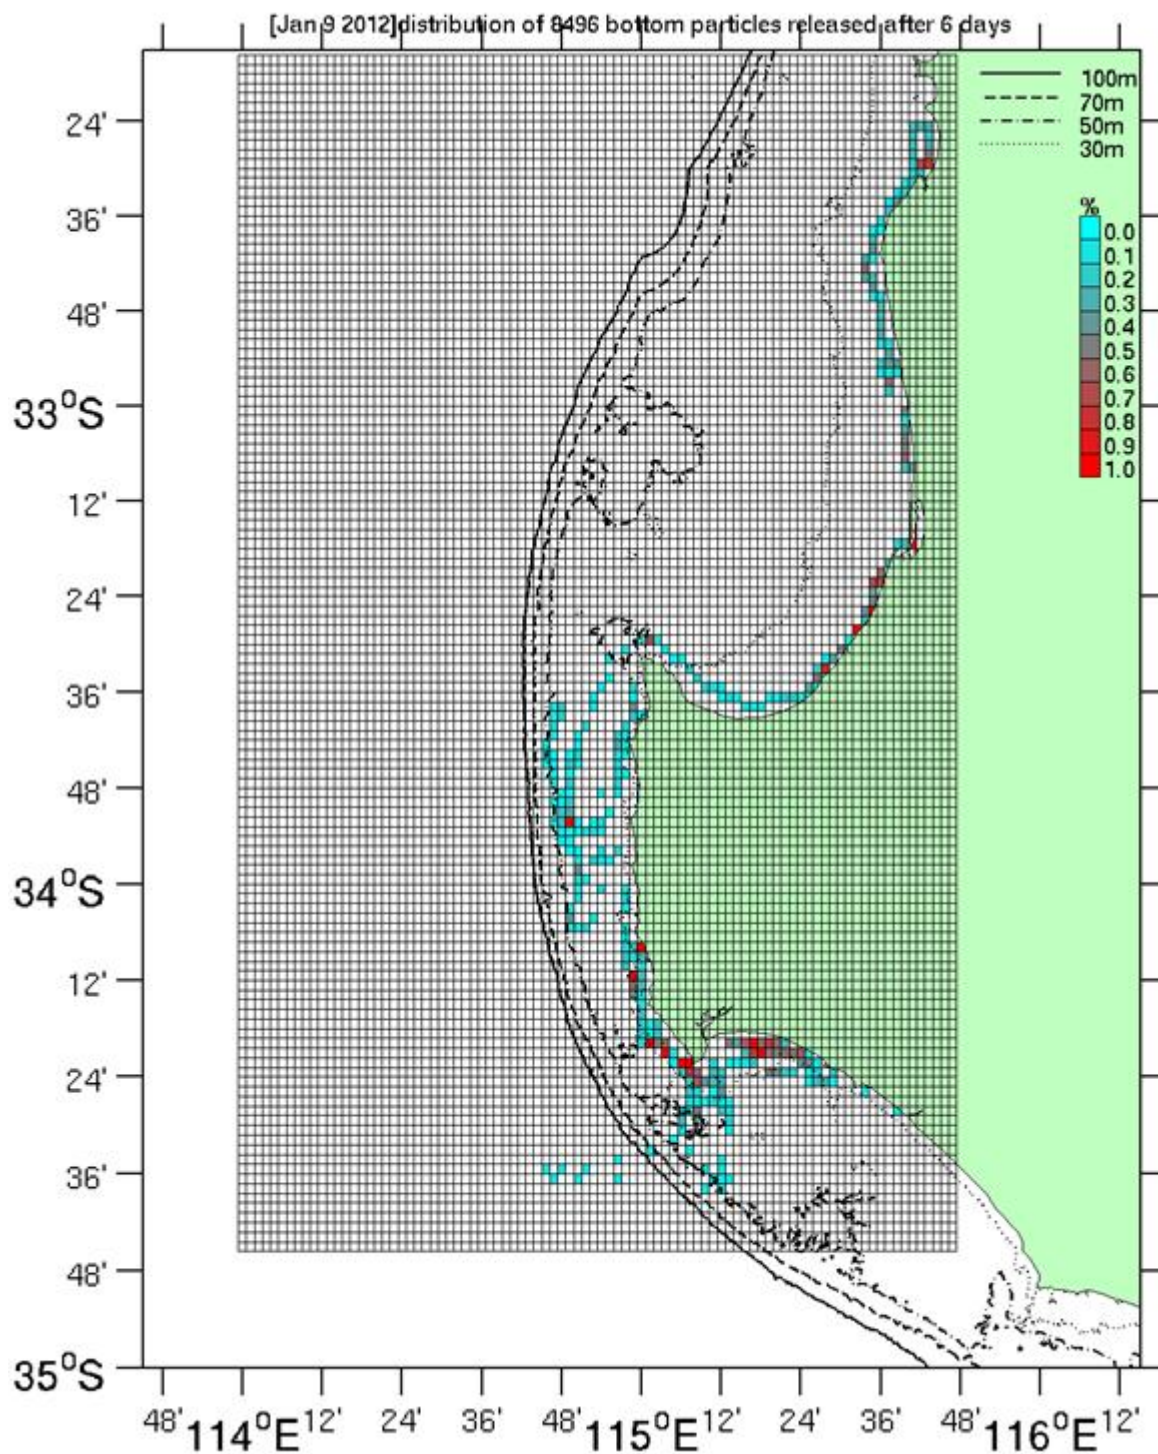 [Jan 9 2012]distribution of 8496 bottom particles released after 6 days
100m
70m
50m
30m
%
0.0
0.1
0.2
0.3
0.4
0.5
0.6
0.7
0.8
0.9
1.0
24'
36'
48'
33°S
12'
24'
36'
48'
34°S
12'
24'
36'
48'
35°S
48' 114°E 12' 24' 36' 48' 115°E 12' 24' 36' 48' 116°E 12'